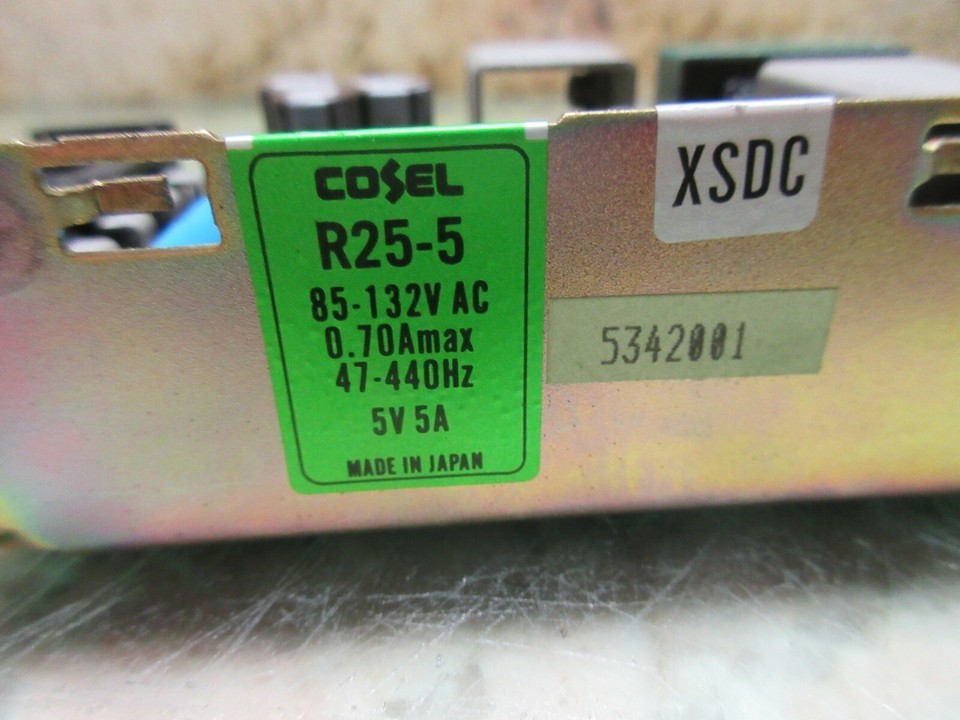 COSEL
R25-5
85-132V AC
0.70Amax
47-440Hz
5V 5A
MADE IN JAPAN
XSDC
5342001